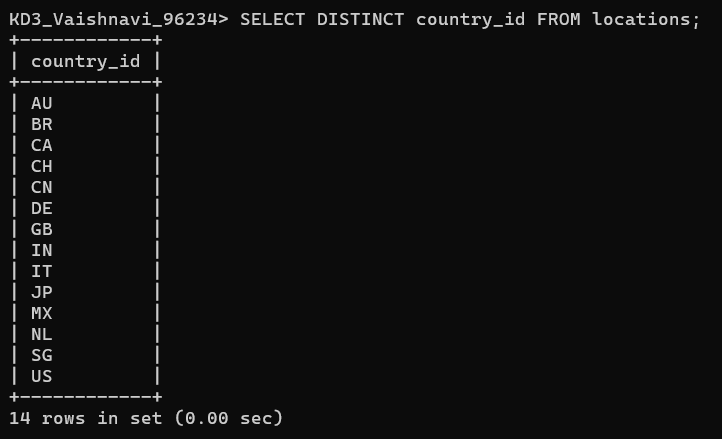 KD3_Vaishnavi_96234> SELECT DISTINCT country_id FROM locations;
+------------+
| country_id |
+------------+
| AU         |
| BR         |
| CA         |
| CH         |
| CN         |
| DE         |
| GB         |
| IN         |
| IT         |
| JP         |
| MX         |
| NL         |
| SG         |
| US         |
+------------+
14 rows in set (0.00 sec)